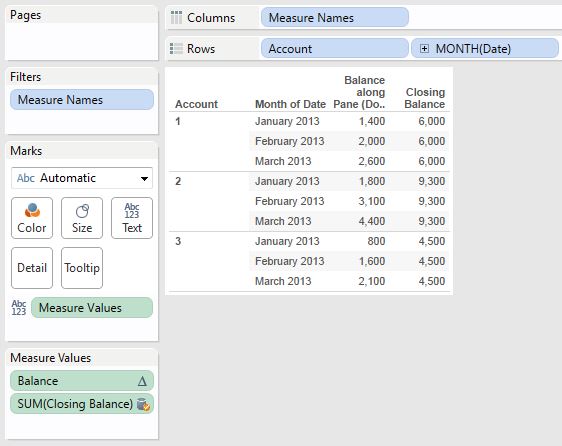 Pages
Columns Measure Names
Rows Account MONTH(Date)
Filters
Measure Names
Marks
Abc Automatic
Color Size Abc 123 Text
Detail Tooltip
Abc 123 Measure Values
Measure Values
Balance Δ
SUM(Closing Balance)
Account Month of Date Balance along Pane (Do.. Closing Balance
1 January 2013 1,400 6,000
February 2013 2,000 6,000
March 2013 2,600 6,000
2 January 2013 1,800 9,300
February 2013 3,100 9,300
March 2013 4,400 9,300
3 January 2013 800 4,500
February 2013 1,600 4,500
March 2013 2,100 4,500